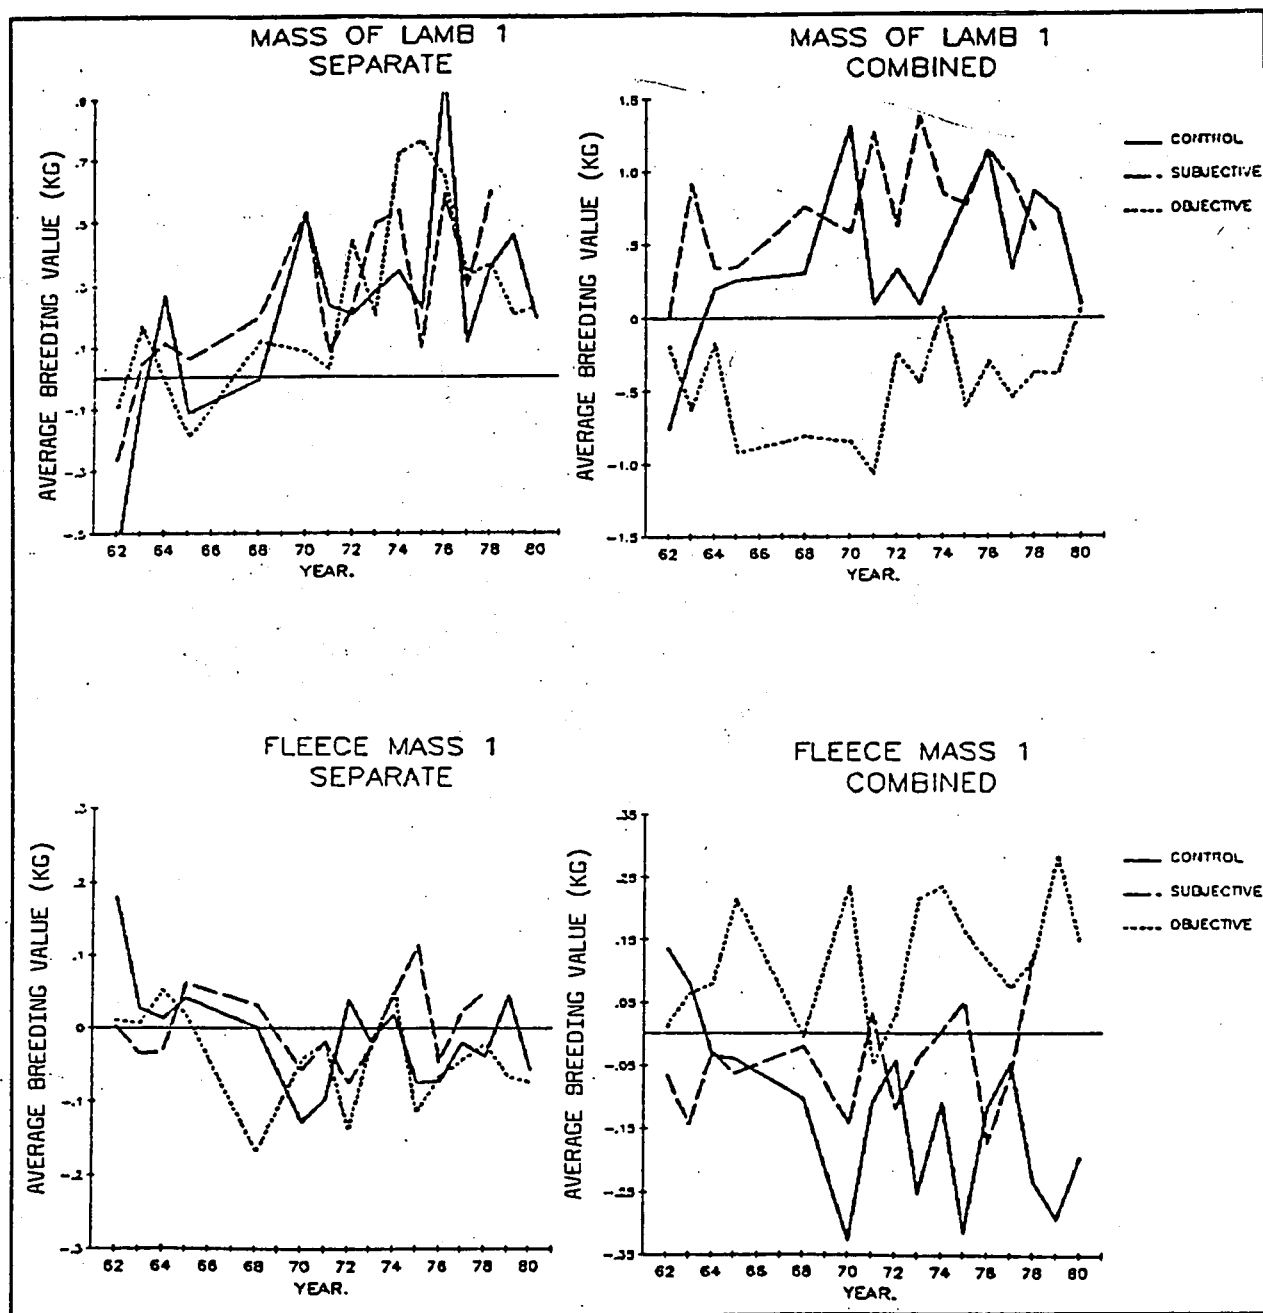 MASS OF LAMB 1
SEPARATE
AVERAGE BREEDING VALUE (KG)
.9
.7
.5
.3
.1
-.1
-.3
-.5
62 64 66 68 70 72 74 76 78 80
YEAR.
MASS OF LAMB 1
COMBINED
AVERAGE BREEDING VALUE (KG)
1.5
1.0
.5
0
-.5
-1.0
-1.5
62 64 66 68 70 72 74 76 78 80
YEAR.
CONTROL
SUBJECTIVE
OBJECTIVE
FLEECE MASS 1
SEPARATE
AVERAGE BREEDING VALUE (KG)
.3
.2
.1
0
-.1
-.2
-.3
62 64 66 68 70 72 74 76 78 80
YEAR.
FLEECE MASS 1
COMBINED
AVERAGE BREEDING VALUE (KG)
.35
.25
.15
.05
-.05
-.15
-.25
-.35
62 64 66 68 70 72 74 76 78 80
YEAR.
CONTROL
SUBJECTIVE
OBJECTIVE